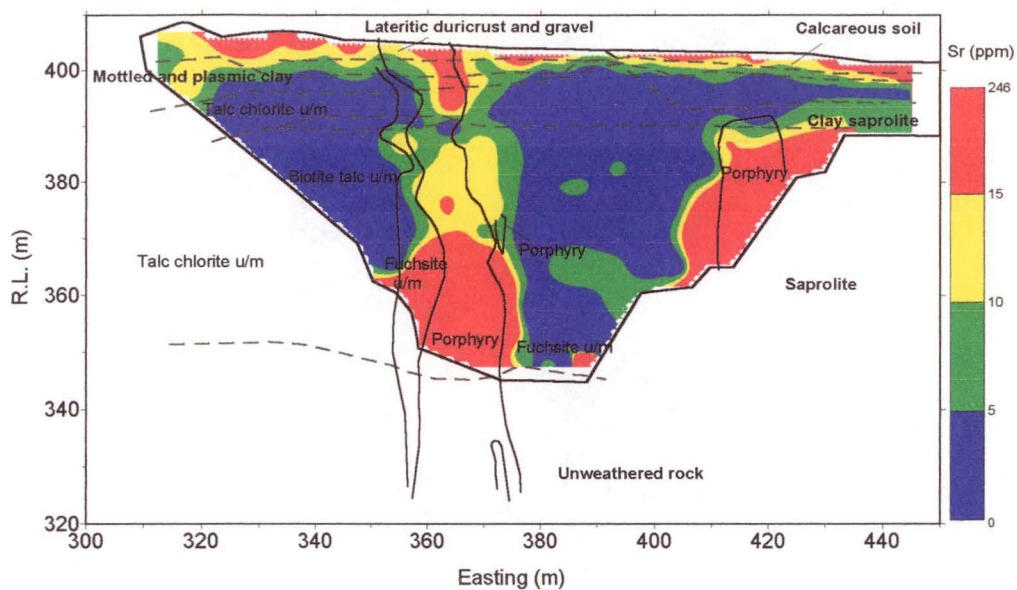 Lateritic duricrust and gravel
Calcareous soil
Sr (ppm)
400
Mottled and plasmic clay
246
Talc chlorite u/m
Clay saprolite
380
Biotite talc u/m
Porphyry
15
R.L. (m)
Talc chlorite u/m
Fuchsite
u/m
Porphyry
Saprolite
360
10
Porphyry
Fuchsite u/m
340
5
Unweathered rock
320
0
300
320
340
360
380
400
420
440
Easting (m)